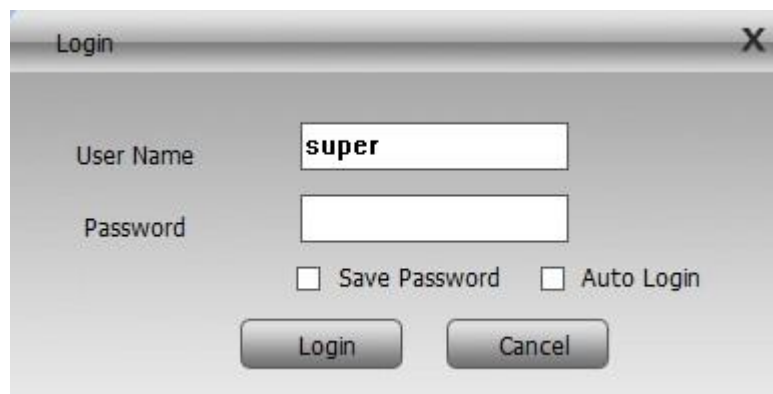 Login X
User Name super
Password
Save Password Auto Login
Login Cancel